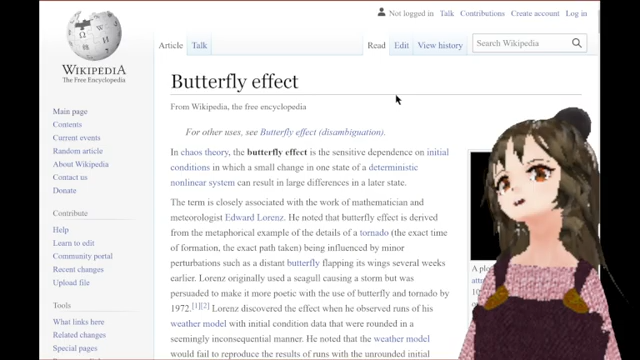 Not logged in Talk Contributions Create account Log in
Article Talk Read Edit View history Search Wikipedia
WIKIPEDIA
The Free Encyclopedia
Main page
Contents
Current events
Random article
About Wikipedia
Contact us
Donate
Contribute
Help
Learn to edit
Community portal
Recent changes
Upload file
Tools
What links here
Related changes
Special pages
Butterfly effect
From Wikipedia, the free encyclopedia
For other uses, see Butterfly effect (disambiguation).
In chaos theory, the butterfly effect is the sensitive dependence on initial
conditions in which a small change in one state of a deterministic
nonlinear system can result in large differences in a later state.
The term is closely associated with the work of mathematician and
meteorologist Edward Lorenz. He noted that butterfly effect is derived
from the metaphorical example of the details of a tornado (the exact time
of formation, the exact path taken) being influenced by minor
perturbations such as a distant butterfly flapping its wings several weeks
earlier. Lorenz originally used a seagull causing a storm but was
persuaded to make it more poetic with the use of butterfly and tornado by
1972.[1][2] Lorenz discovered the effect when he observed runs of his
weather model with initial condition data that were rounded in a
seemingly inconsequential manner. He noted that the weather model
would fail to reproduce the results of runs with the unrounded initial
A plo